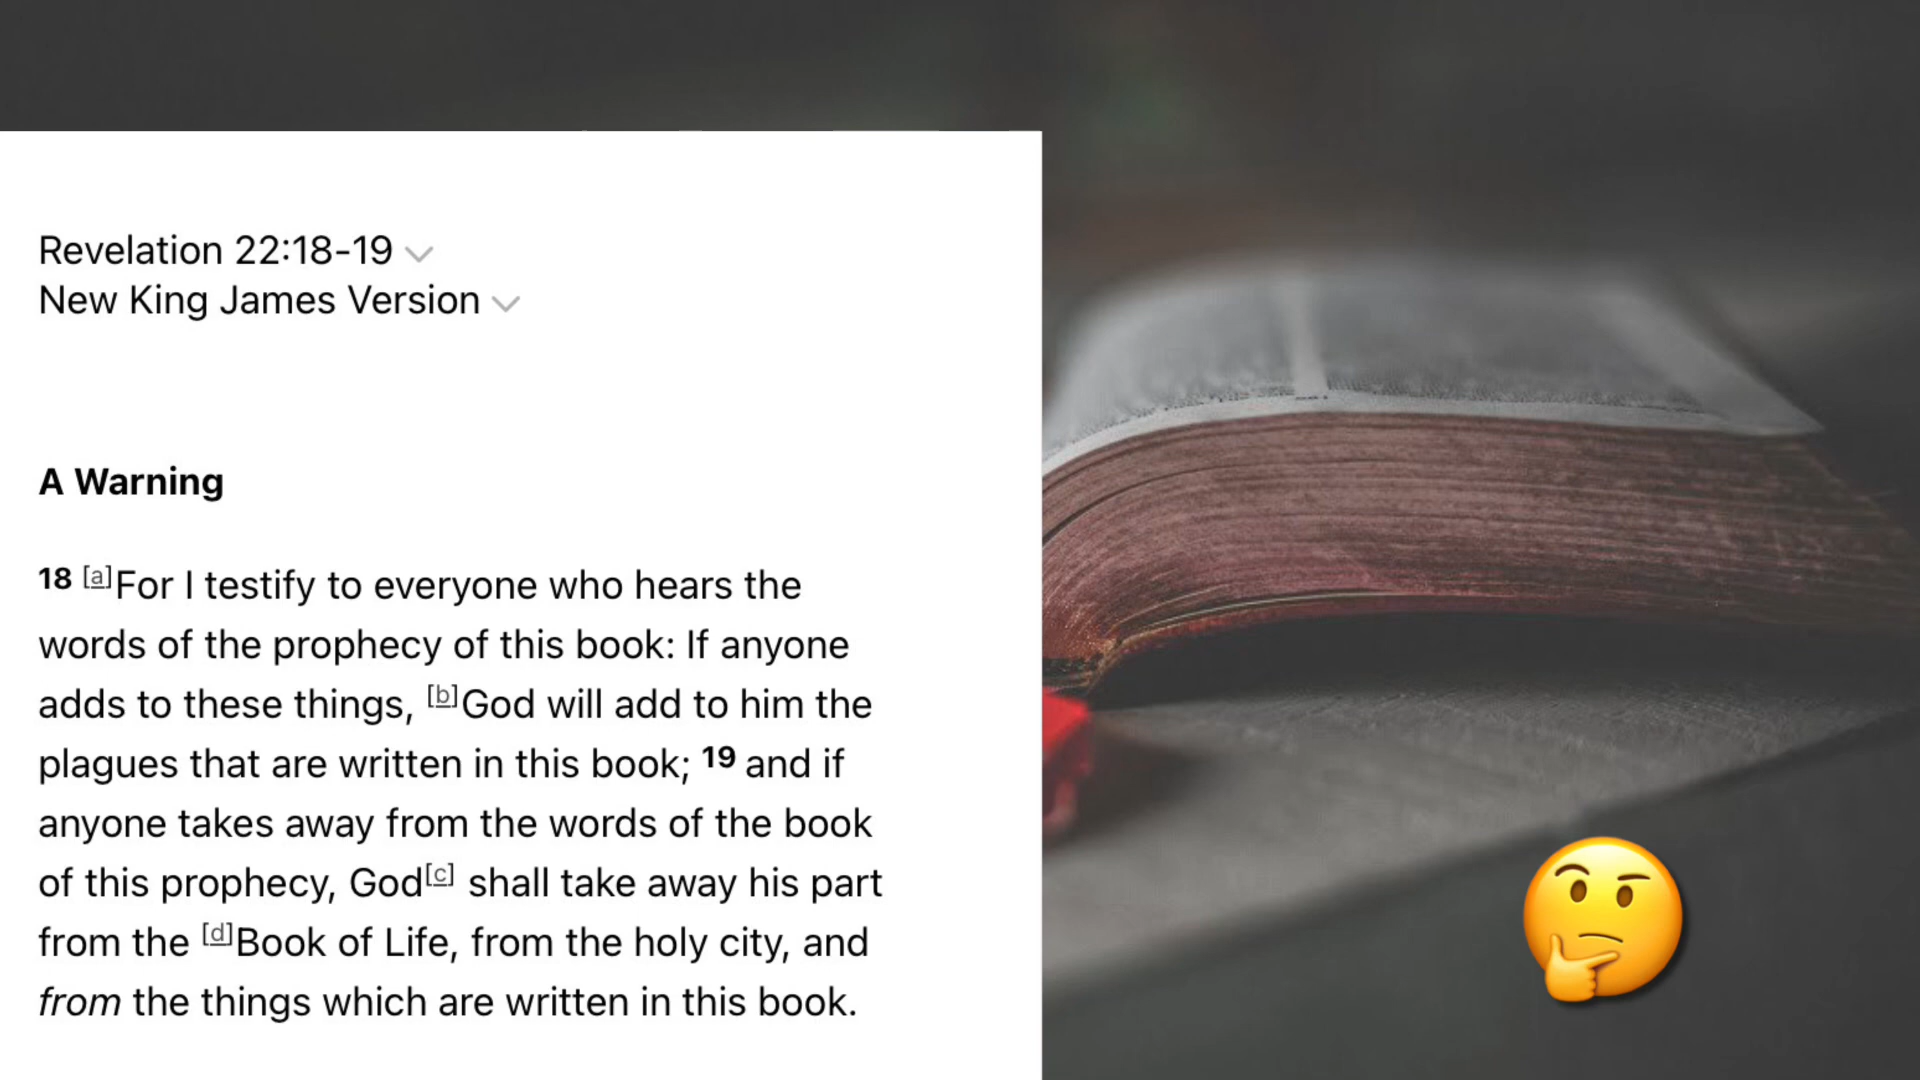 Revelation 22:18-19
New King James Version
A Warning
18 [a]For I testify to everyone who hears the
words of the prophecy of this book: If anyone
adds to these things, [b]God will add to him the
plagues that are written in this book; 19 and if
anyone takes away from the words of the book
of this prophecy, God[c] shall take away his part
from the [d]Book of Life, from the holy city, and
from the things which are written in this book.